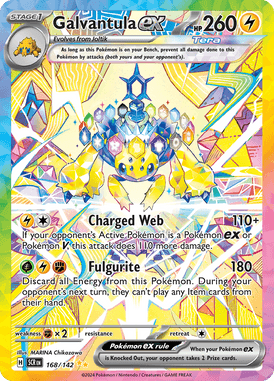 STAGE 1
Galvantula ex
HP 260
Evolves from Joltik
Tera
As long as this Pokémon is on your Bench, prevent all damage done to this
Pokémon by attacks (both yours and your opponent's).
Charged Web 110+
If your opponent's Active Pokémon is a Pokémon ex or
Pokémon V, this attack does 110 more damage.
Fulgurite 180
Discard all Energy from this Pokémon. During your
opponent's next turn, they can't play any Item cards from
their hand.
weakness ×2 resistance retreat
Pokémon ex rule
When your Pokémon ex
is Knocked Out, your opponent takes 2 Prize cards.
Illus. MARINA Chikazawa
H SCR EN 168/142
©2024 Pokémon / Nintendo / Creatures / GAME FREAK